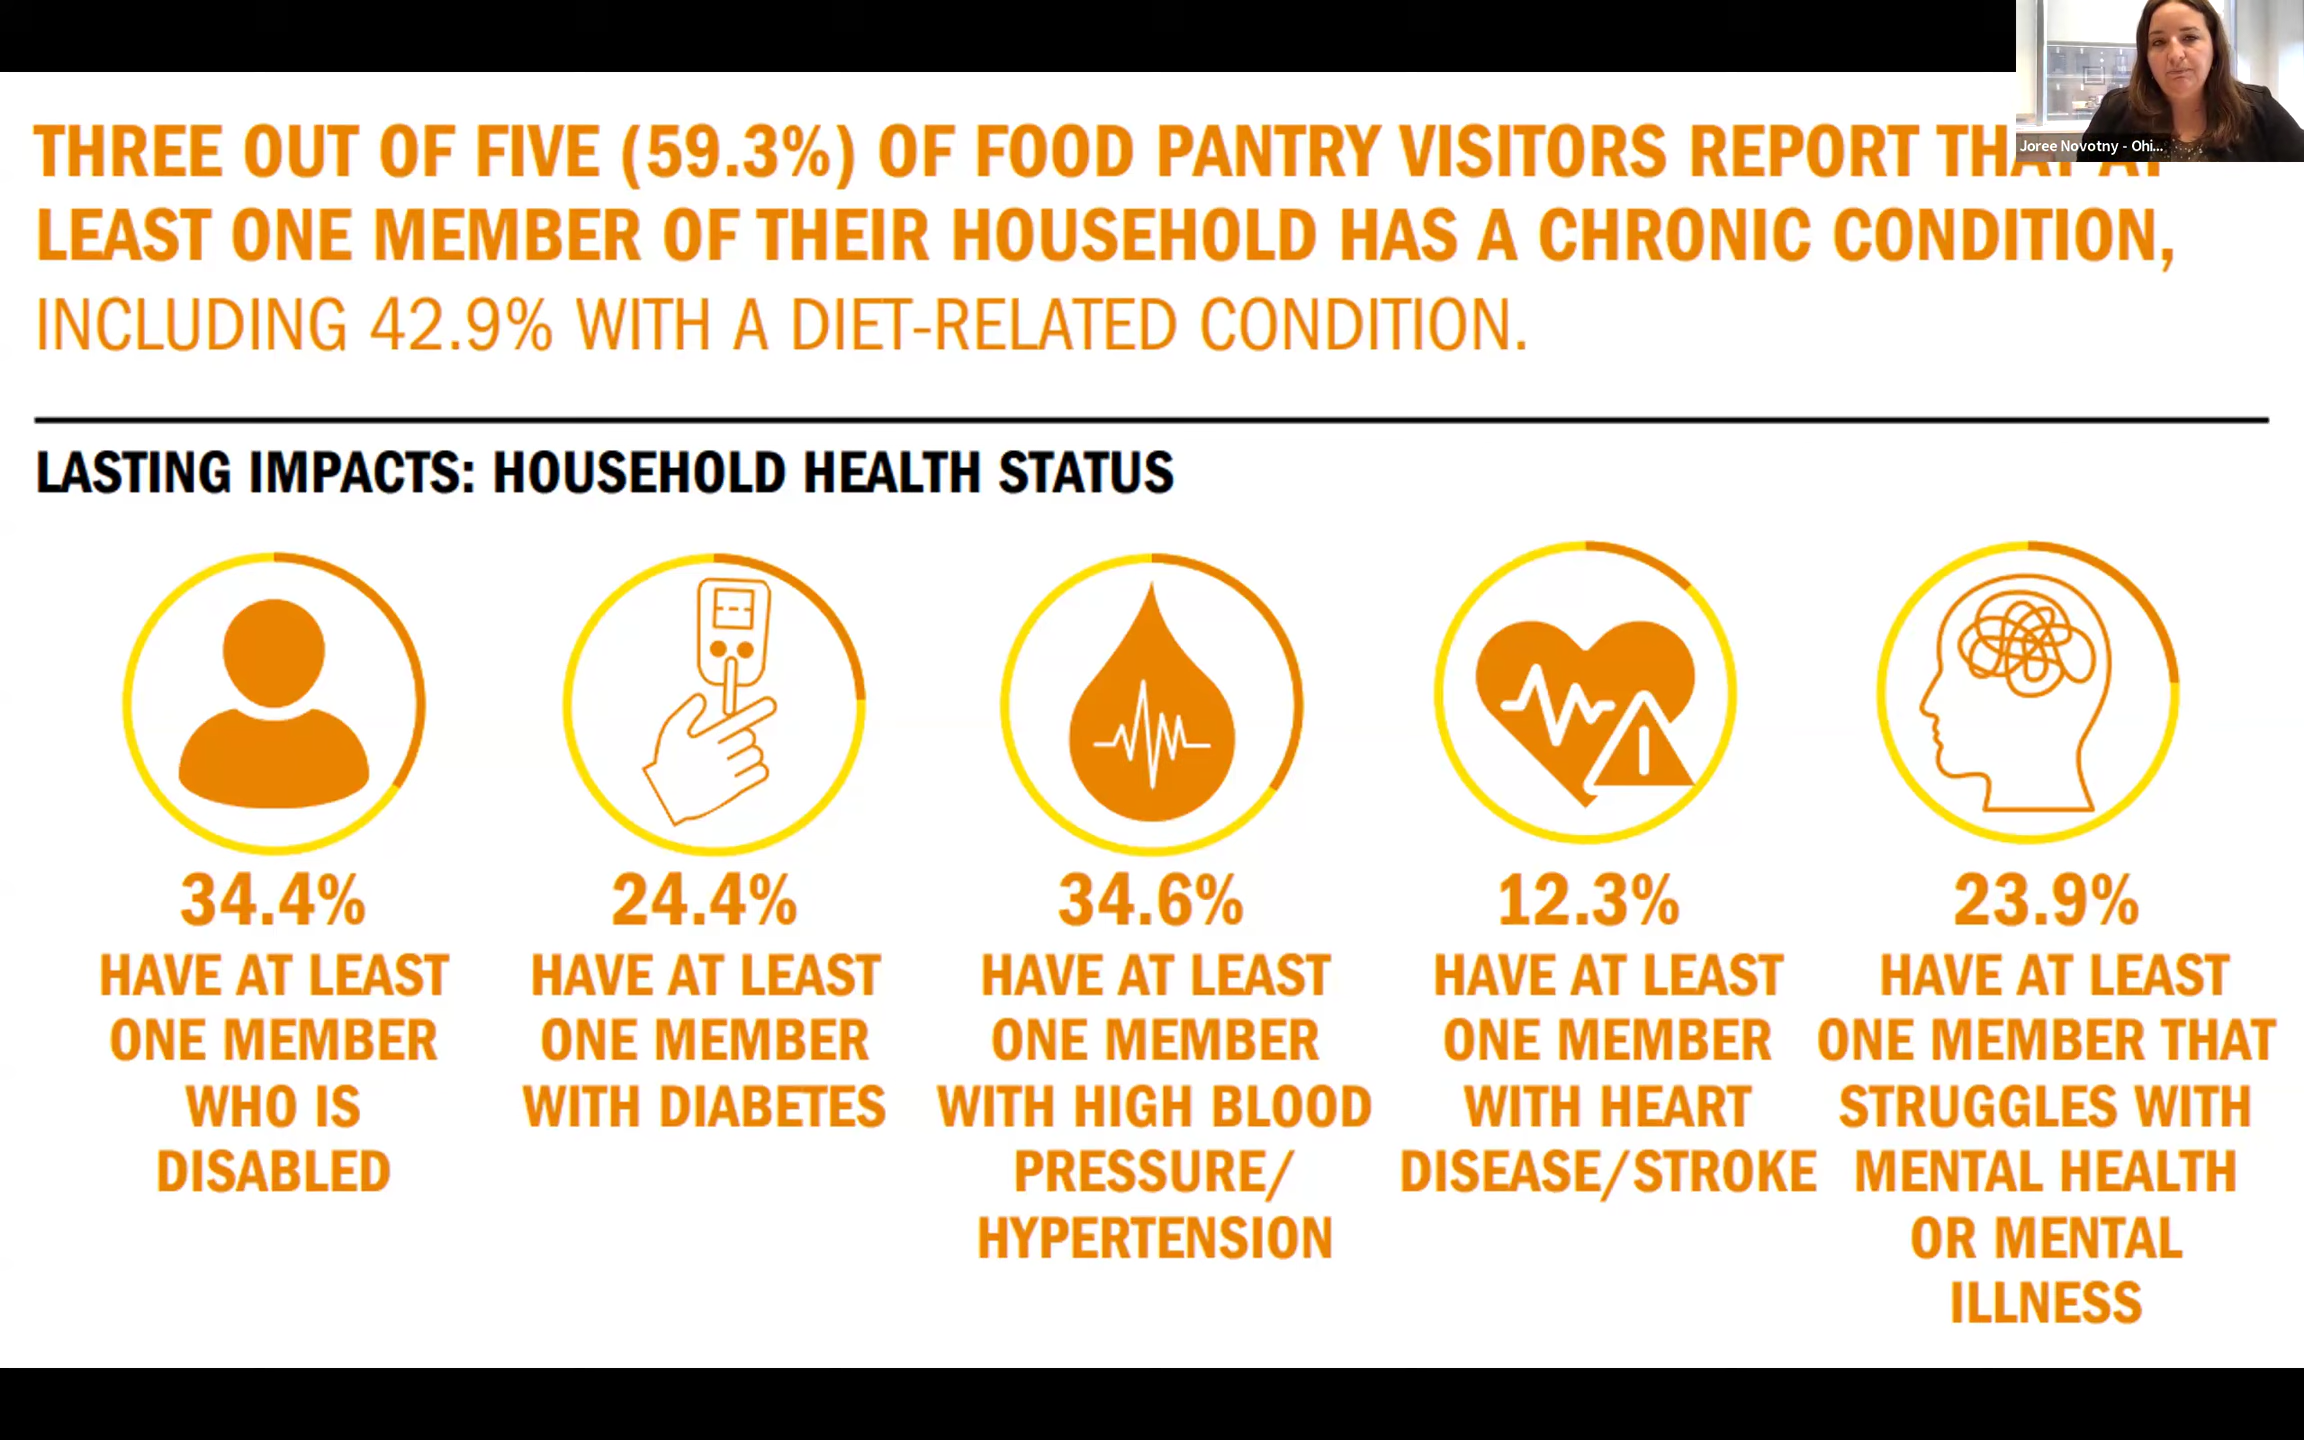 THREE OUT OF FIVE (59.3%) OF FOOD PANTRY VISITORS REPORT THAT AT
LEAST ONE MEMBER OF THEIR HOUSEHOLD HAS A CHRONIC CONDITION,
INCLUDING 42.9% WITH A DIET-RELATED CONDITION.
Joree Novotny - Ohi...
LASTING IMPACTS: HOUSEHOLD HEALTH STATUS
34.4%
HAVE AT LEAST
ONE MEMBER
WHO IS
DISABLED
24.4%
HAVE AT LEAST
ONE MEMBER
WITH DIABETES
34.6%
HAVE AT LEAST
ONE MEMBER
WITH HIGH BLOOD
PRESSURE/
HYPERTENSION
12.3%
HAVE AT LEAST
ONE MEMBER
WITH HEART
DISEASE/STROKE
23.9%
HAVE AT LEAST
ONE MEMBER THAT
STRUGGLES WITH
MENTAL HEALTH
OR MENTAL
ILLNESS